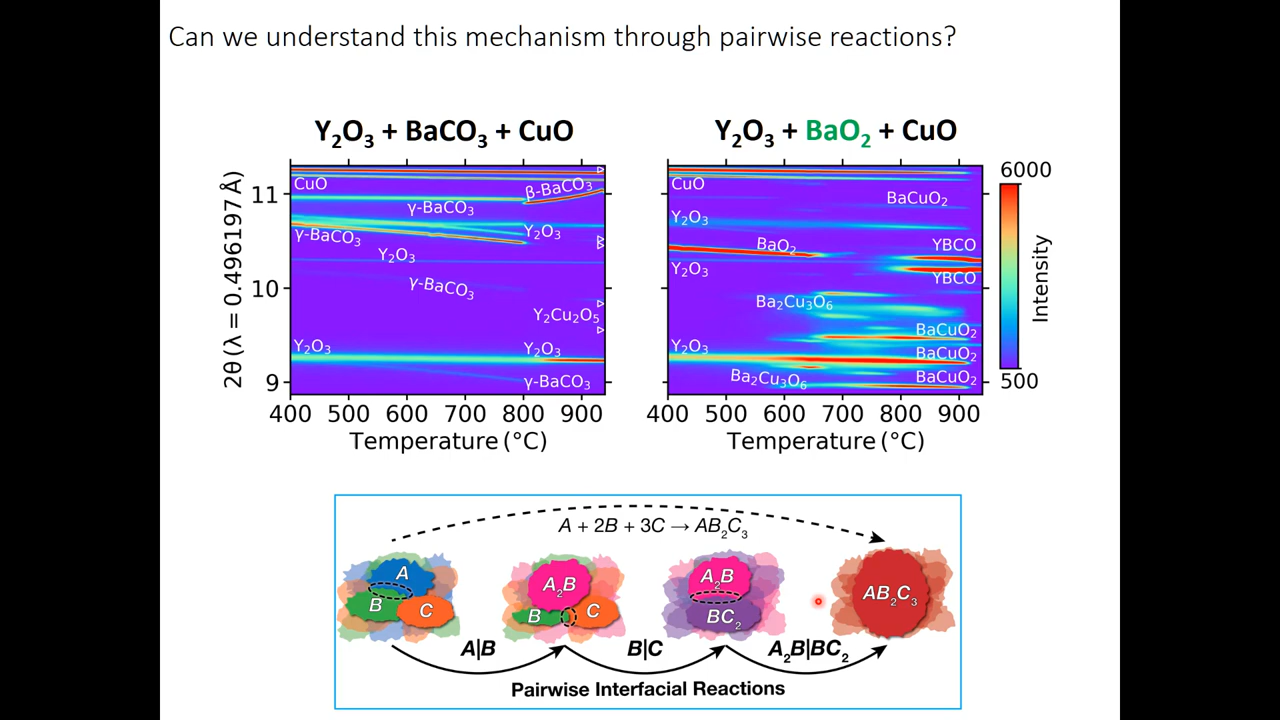 Can we understand this mechanism through pairwise reactions?
Y₂O₃ + BaCO₃ + CuO
2θ (λ = 0.496197 Å)
11
10
9
CuO
β-BaCO₃
γ-BaCO₃
γ-BaCO₃
Y₂O₃
Y₂O₃
γ-BaCO₃
Y₂Cu₂O₅
Y₂O₃
Y₂O₃
γ-BaCO₃
400 500 600 700 800 900
Temperature (°C)
Y₂O₃ + BaO₂ + CuO
CuO
BaCuO₂
Y₂O₃
BaO₂
YBCO
Y₂O₃
YBCO
Ba₂Cu₃O₆
BaCuO₂
Y₂O₃
BaCuO₂
Ba₂Cu₃O₆
BaCuO₂
400 500 600 700 800 900
Temperature (°C)
6000
Intensity
500
A + 2B + 3C → AB₂C₃
A
B
C
A₂B
B
C
A₂B
BC₂
AB₂C₃
A|B
B|C
A₂B|BC₂
Pairwise Interfacial Reactions